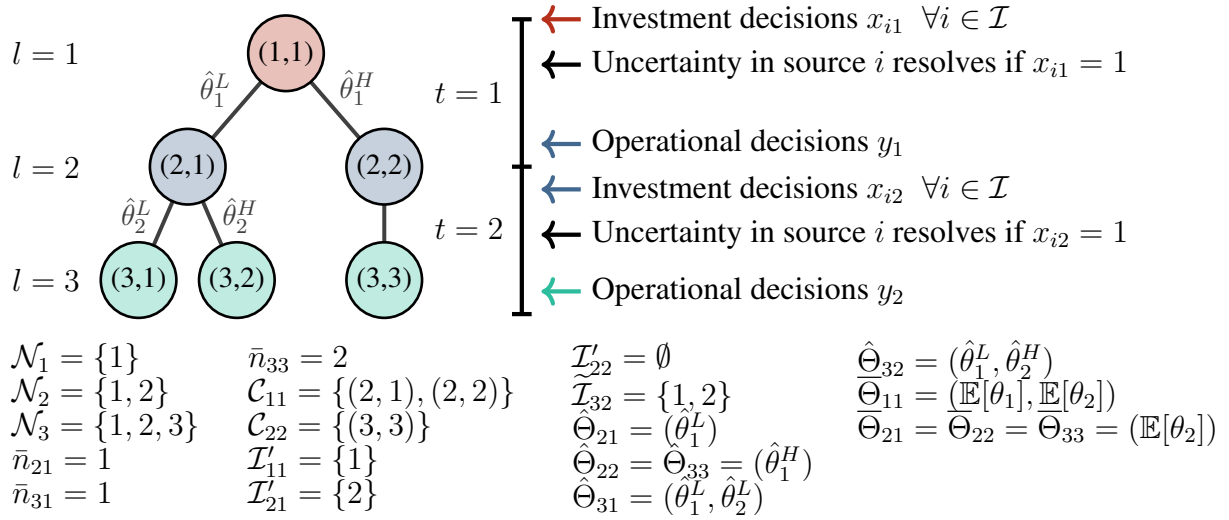 l = 1
(1,1)
θ̂₁ᴸ
θ̂₁ᴴ
l = 2
(2,1)
(2,2)
θ̂₂ᴸ
θ̂₂ᴴ
l = 3
(3,1)
(3,2)
(3,3)
t = 1
t = 2
Investment decisions x_{i1} ∀i ∈ ℐ
Uncertainty in source i resolves if x_{i1} = 1
Operational decisions y₁
Investment decisions x_{i2} ∀i ∈ ℐ
Uncertainty in source i resolves if x_{i2} = 1
Operational decisions y₂
𝒩₁ = {1}
𝒩₂ = {1, 2}
𝒩₃ = {1, 2, 3}
n̄₂₁ = 1
n̄₃₁ = 1
n̄₃₃ = 2
𝒞₁₁ = {(2, 1), (2, 2)}
𝒞₂₂ = {(3, 3)}
ℐ′₁₁ = {1}
ℐ′₂₁ = {2}
ℐ′₂₂ = ∅
ℐ̃₃₂ = {1, 2}
Θ̂₂₁ = (θ̂₁ᴸ)
Θ̂₂₂ = Θ̂₃₃ = (θ̂₁ᴴ)
Θ̂₃₁ = (θ̂₁ᴸ, θ̂₂ᴸ)
Θ̂₃₂ = (θ̂₁ᴸ, θ̂₂ᴴ)
Θ̅₁₁ = (𝔼[θ₁], 𝔼[θ₂])
Θ̅₂₁ = Θ̅₂₂ = Θ̅₃₃ = (𝔼[θ₂])